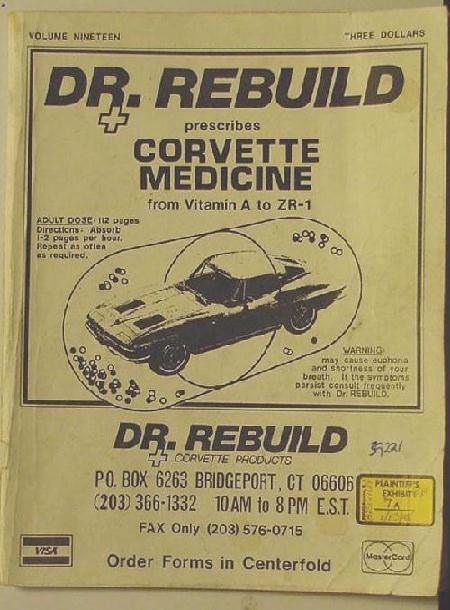 VOLUME NINETEEN
THREE DOLLARS
DR. REBUILD
prescribes
CORVETTE
MEDICINE
from Vitamin A to ZR-1
ADULT DOSE: 112 pages
Directions: Absorb
1-2 pages per hour.
Repeat as often
as required.
WARNING:
may cause euphoria
and shortness of your
breath. If the symptoms
persist consult frequently
with Dr. REBUILD.
DR. REBUILD
CORVETTE PRODUCTS
P.O. BOX 6263 BRIDGEPORT, CT 06606
(203) 366-1332 10 AM to 8 PM E.S.T.
PLAINTIFF'S
EXHIBIT
7A
FAX Only (203) 576-0715
VISA
Order Forms in Centerfold
MasterCard